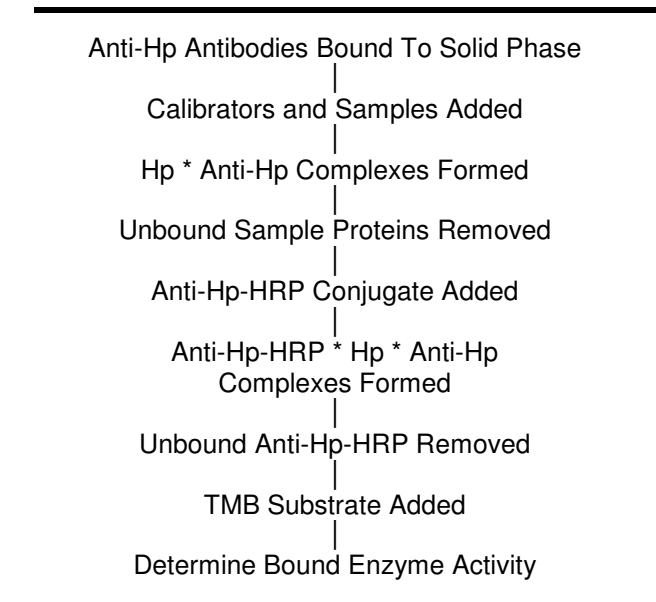 Anti-Hp Antibodies Bound To Solid Phase
Calibrators and Samples Added
Hp * Anti-Hp Complexes Formed
Unbound Sample Proteins Removed
Anti-Hp-HRP Conjugate Added
Anti-Hp-HRP * Hp * Anti-Hp
Complexes Formed
Unbound Anti-Hp-HRP Removed
TMB Substrate Added
Determine Bound Enzyme Activity